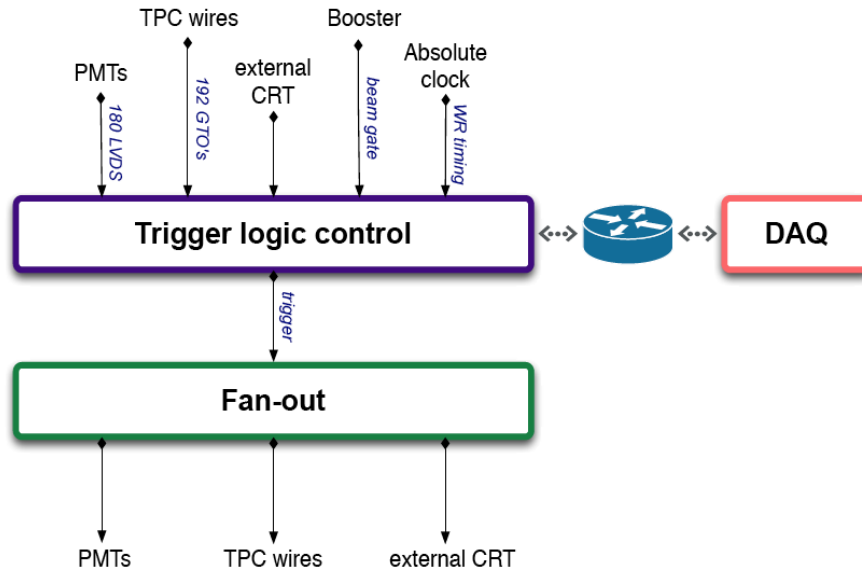 TPC wires
Booster
PMTs
external
CRT
Absolute
clock
180 LVDS
192 GTO's
beam gate
WR timing
Trigger logic control
DAQ
trigger
Fan-out
PMTs
TPC wires
external CRT